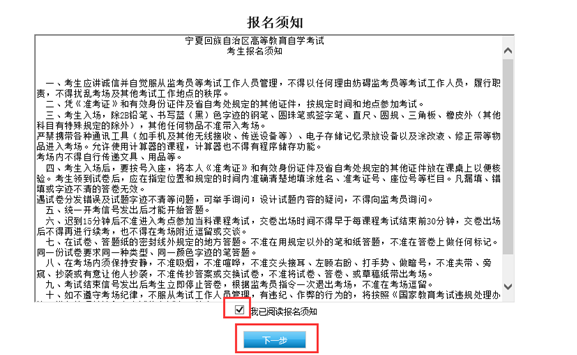 报名须知
宁夏回族自治区高等教育自学考试
考生报名须知
一、考生应讲诚信并自觉服从监考员等考试工作人员管理，不得以任何理由妨碍监考员等考试工作人员，履行职
责，不得扰乱考场及其他考试工作地点的秩序。
二、凭《准考证》和有效身份证件及省自考处规定的其他证件，按规定时间和地点参加考试。
三、考生入场，除2B铅笔、书写蓝（黑）色字迹的钢笔、圆珠笔或签字笔、直尺、圆规、三角板、橡皮外（其他
科目有特殊规定的除外），其他任何物品不准带入考场。
严禁携带各种通讯工具（如手机及其他无线接收、传送设备等）、电子存储记忆录放设备以及涂改液、修正带等物
品进入考场。允许使用计算器的课程，计算器也不得有程序储存功能。
考场内不得自行传递文具、用品等。
四、考生入场后，要按号入座，将本人《准考证》和有效身份证件及省自考处规定的其他证件放在课桌上以便核
验。考生领到试卷后，应在指定位置和规定的时间内准确清楚地填涂姓名、准考证号、座位号等栏目。凡漏填、错
填或字迹不清的答卷无效。
遇试卷分发错误及试题字迹不清等问题，可举手询问，设计试题内容的疑问，不得向监考员询问。
五、统一开考信号发出后才能开始答题。
六、迟到15分钟后不准进入考点参加当科课程考试，交卷出场时间不得早于每课程考试结束前30分钟，交卷出场
后不得再进行续考，也不得在考场附近逗留或交谈。
七、在试卷、答题纸的密封线外规定的地方答题。不准在用规定以外的笔和纸答题，不准在答卷上做任何标记。
同一份试卷要求同一种类型、同一颜色字迹的笔答题。
八、在考场内须保持安静，不准吸烟，不准喧哗，不准交头接耳、左顾右盼、打手势、做暗号，不准夹带、旁
窥、抄袭或有意让他人抄袭，不准传抄答案或交换试卷，不准将试卷、答卷、或草稿纸带出考场。
九、考试结束信号发出后考生立即停止答卷，根据监考员指令一次退出考场，不准在考场逗留。
十、如不遵守考场纪律，不服从考试工作人员管理，有违纪、作弊的行为的，将按照《国家教育考试违规处理办
我已阅读报名须知
下一步